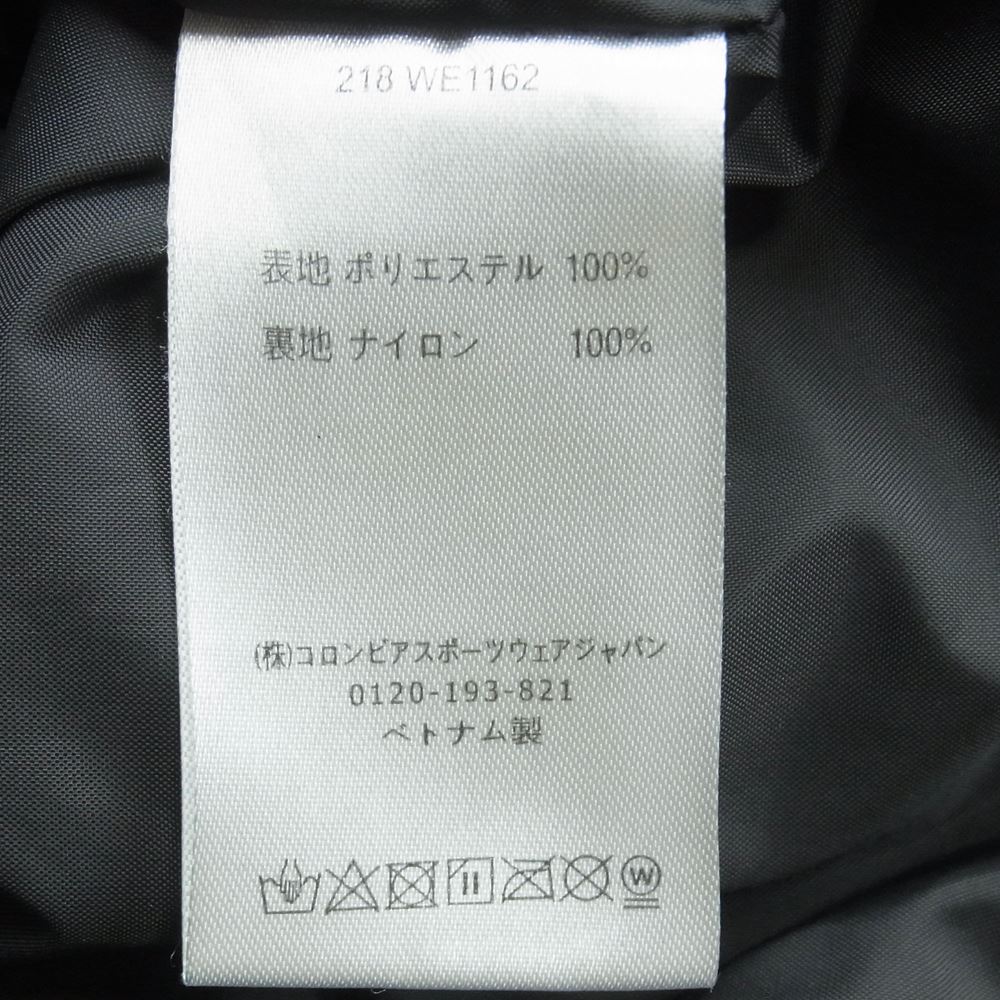 218 WE1162
表地 ポリエステル 100%
裏地 ナイロン 100%
(株)コロンビアスポーツウェアジャパン
0120-193-821
ベトナム製
W